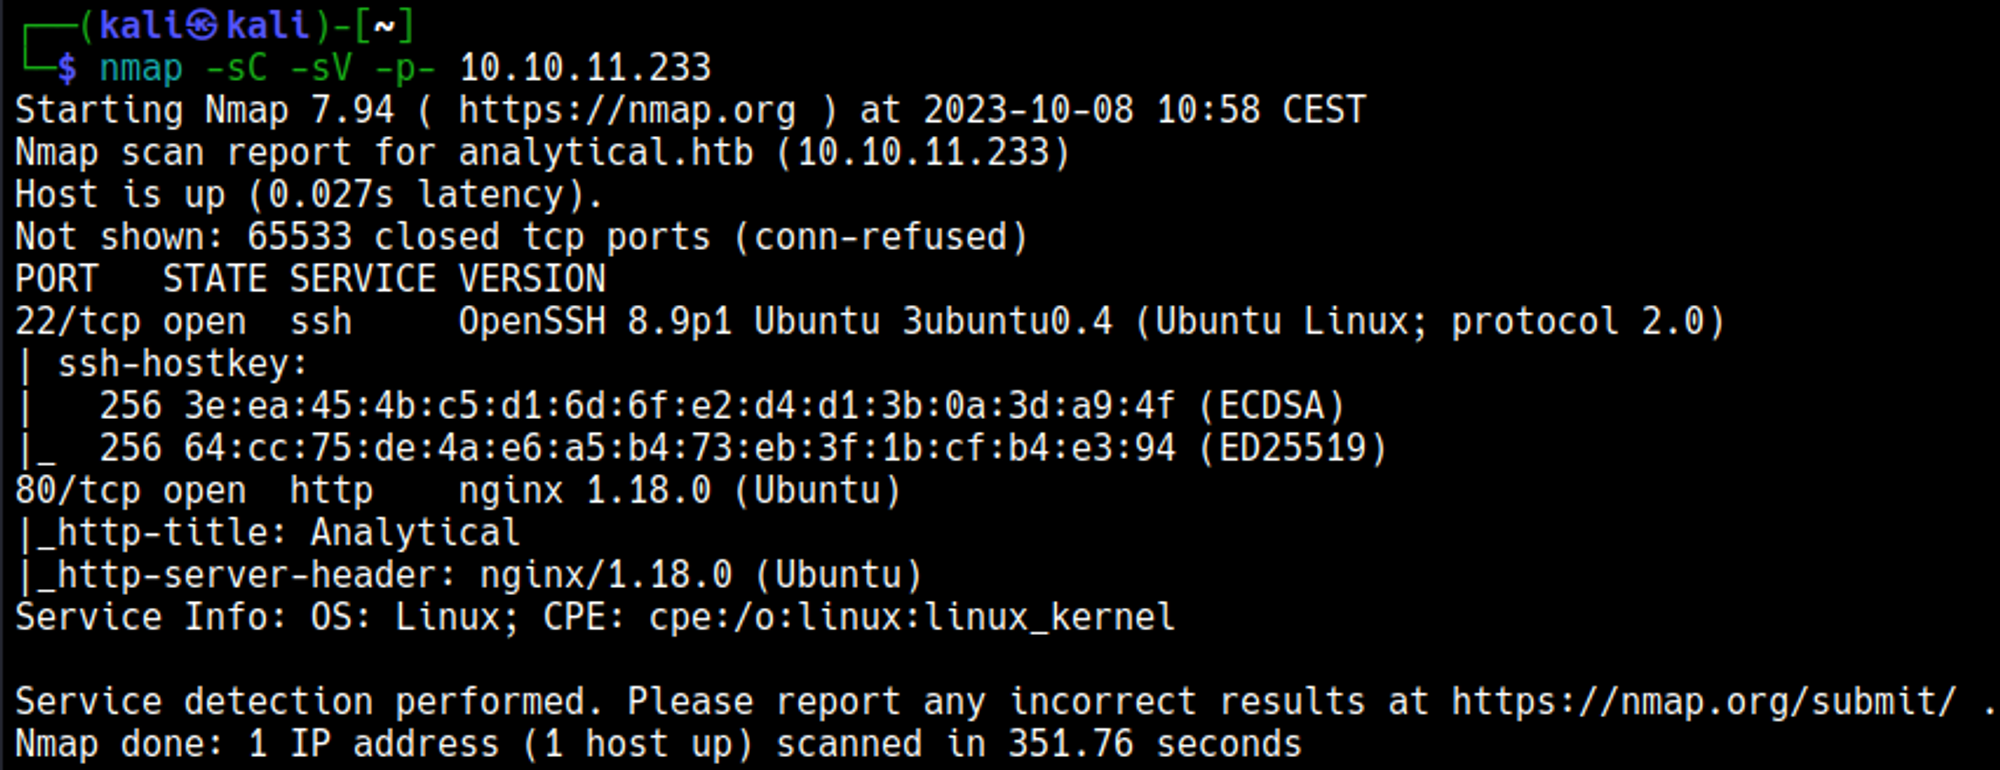 ┌──(kali㉿kali)-[~]
└─$ nmap -sC -sV -p- 10.10.11.233
Starting Nmap 7.94 ( https://nmap.org ) at 2023-10-08 10:58 CEST
Nmap scan report for analytical.htb (10.10.11.233)
Host is up (0.027s latency).
Not shown: 65533 closed tcp ports (conn-refused)
PORT   STATE SERVICE VERSION
22/tcp open  ssh     OpenSSH 8.9p1 Ubuntu 3ubuntu0.4 (Ubuntu Linux; protocol 2.0)
| ssh-hostkey:
|   256 3e:ea:45:4b:c5:d1:6d:6f:e2:d4:d1:3b:0a:3d:a9:4f (ECDSA)
|_  256 64:cc:75:de:4a:e6:a5:b4:73:eb:3f:1b:cf:b4:e3:94 (ED25519)
80/tcp open  http    nginx 1.18.0 (Ubuntu)
|_http-title: Analytical
|_http-server-header: nginx/1.18.0 (Ubuntu)
Service Info: OS: Linux; CPE: cpe:/o:linux:linux_kernel

Service detection performed. Please report any incorrect results at https://nmap.org/submit/ .
Nmap done: 1 IP address (1 host up) scanned in 351.76 seconds